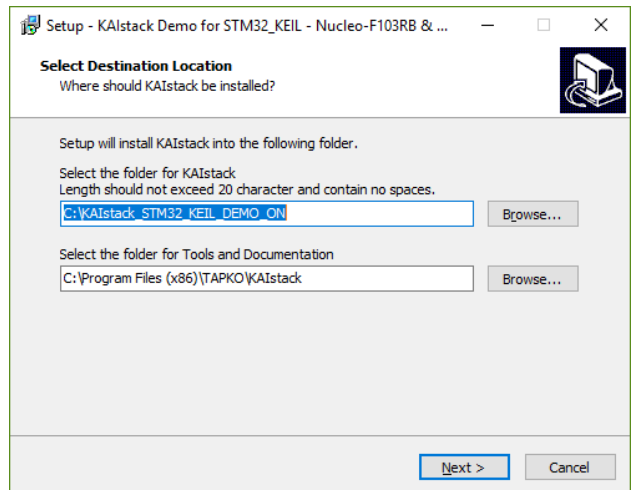 Setup - KAIstack Demo for STM32_KEIL - Nucleo-F103RB & ...
Select Destination Location
Where should KAIstack be installed?
Setup will install KAIstack into the following folder.
Select the folder for KAIstack
Length should not exceed 20 character and contain no spaces.
C:\KAIstack_STM32_KEIL_DEMO_ON
Browse...
Select the folder for Tools and Documentation
C:\Program Files (x86)\TAPKO\KAIstack
Browse...
Next >
Cancel